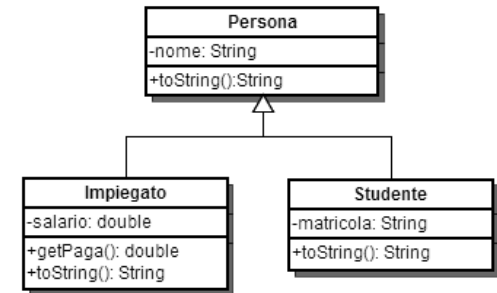 Persona
-nome: String
+toString():String
Impiegato
-salario: double
+getPaga(): double
+toString(): String
Studente
-matricola: String
+toString(): String